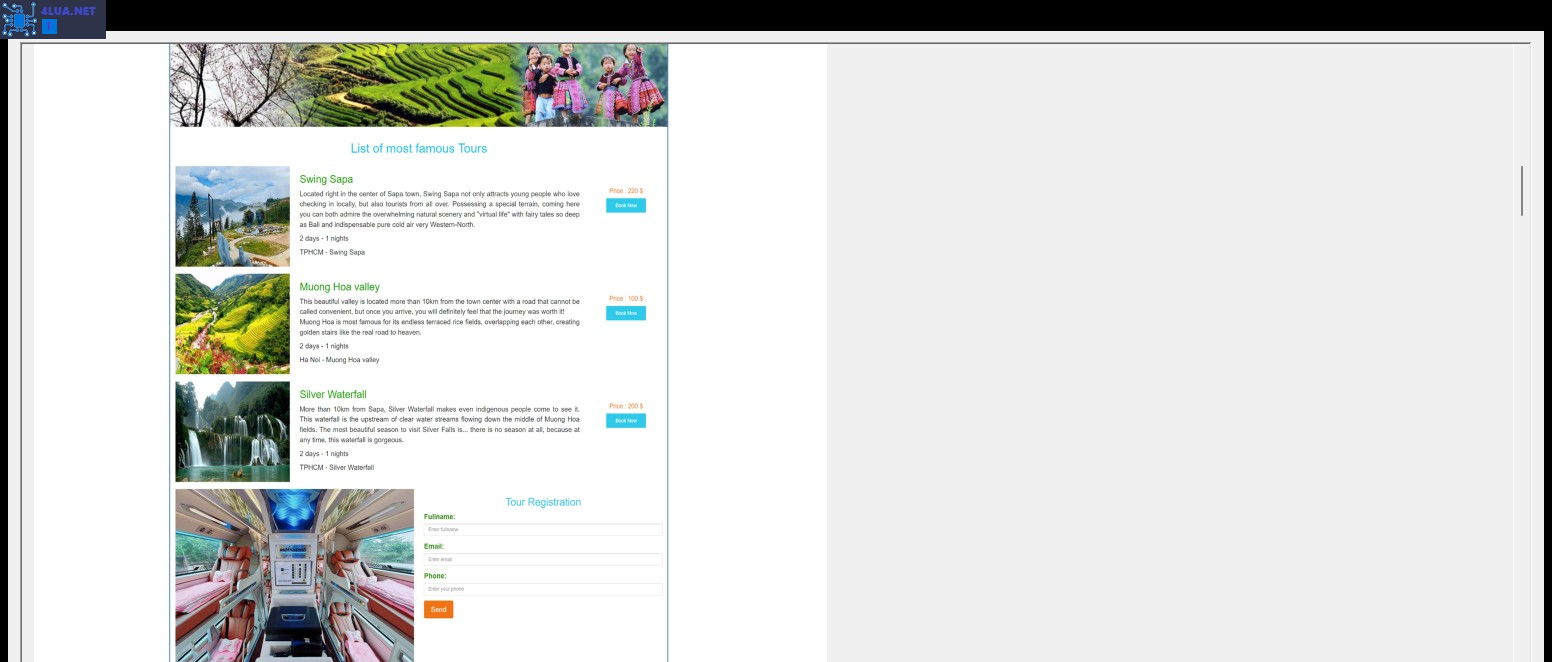 4LUA.NET
List of most famous Tours
Swing Sapa
Located right in the center of Sapa town, Swing Sapa not only attracts young people who love
checking in locally, but also tourists from all over. Possessing a special terrain, coming here
you can both admire the overwhelming natural scenery and "virtual life" with fairy tales so deep
as Bali and indispensable pure cold air very Western-North.
2 days - 1 nights
TPHCM - Swing Sapa
Price : 220 $
Book Now
Muong Hoa valley
This beautiful valley is located more than 10km from the town center with a road that cannot be
called convenient, but once you arrive, you will definitely feel that the journey was worth it!
Muong Hoa is most famous for its endless terraced rice fields, overlapping each other, creating
golden stairs like the real road to heaven.
2 days - 1 nights
Ha Noi - Muong Hoa valley
Price : 100 $
Book Now
Silver Waterfall
More than 10km from Sapa, Silver Waterfall makes even indigenous people come to see it.
This waterfall is the upstream of clear water streams flowing down the middle of Muong Hoa
fields. The most beautiful season to visit Silver Falls is... there is no season at all, because at
any time, this waterfall is gorgeous.
2 days - 1 nights
TPHCM - Silver Waterfall
Price : 200 $
Book Now
Tour Registration
Fullname:
Enter fullname
Email:
Enter email
Phone:
Enter your phone
Send